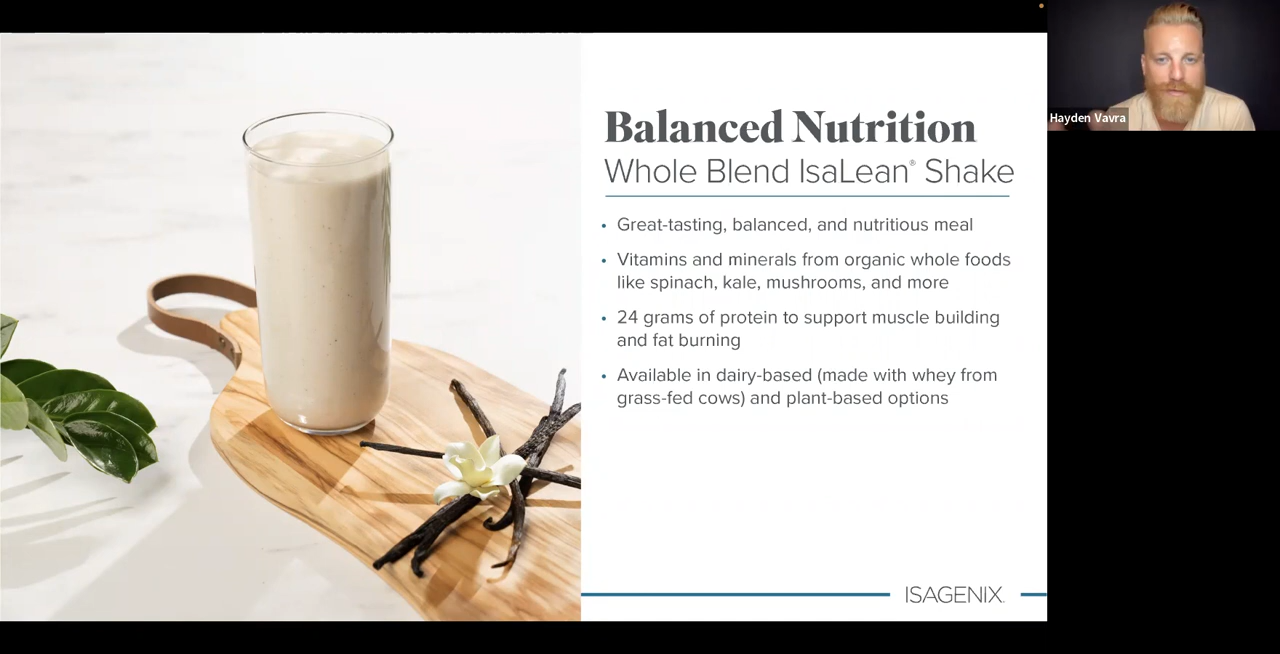 Balanced Nutrition
Whole Blend IsaLean® Shake
• Great-tasting, balanced, and nutritious meal
• Vitamins and minerals from organic whole foods
like spinach, kale, mushrooms, and more
• 24 grams of protein to support muscle building
and fat burning
• Available in dairy-based (made with whey from
grass-fed cows) and plant-based options
ISAGENIX.
Hayden Vavra